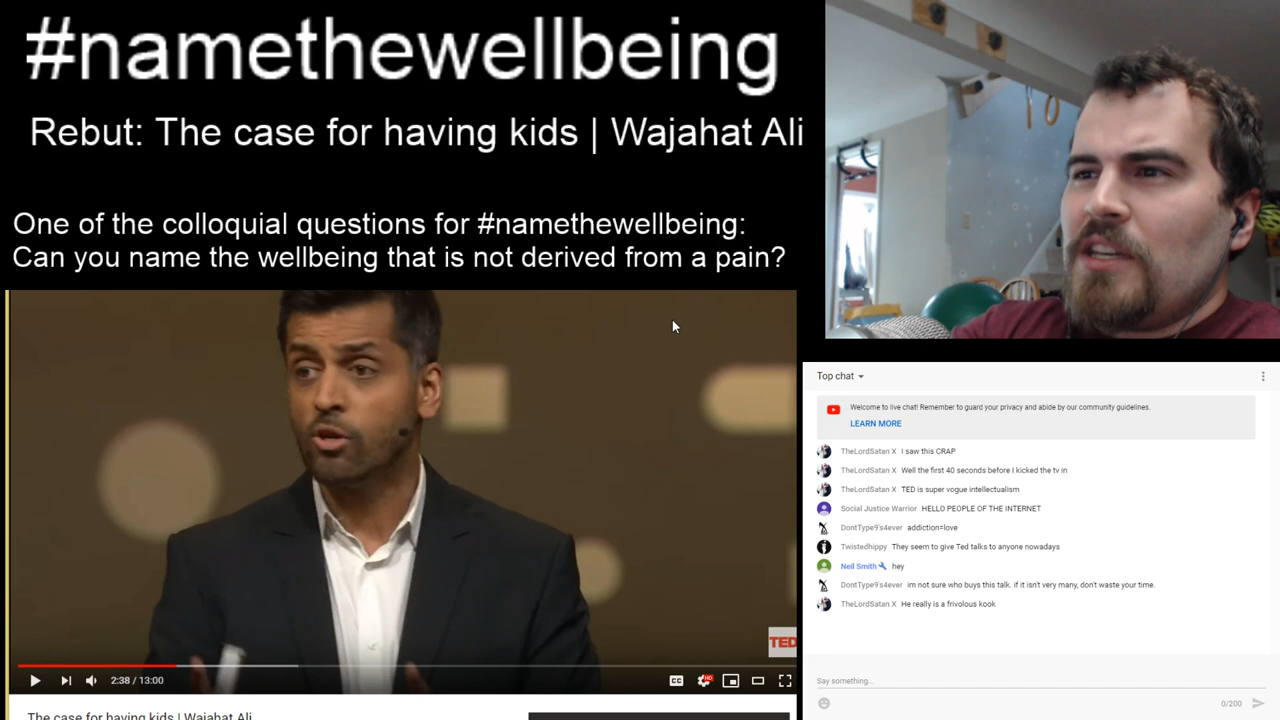 #namethewellbeing
Rebut: The case for having kids | Wajahat Ali
One of the colloquial questions for #namethewellbeing:
Can you name the wellbeing that is not derived from a pain?
TED
2:38 / 13:00
CC
HD
The case for having kids | Wajahat Ali
Top chat
Welcome to live chat! Remember to guard your privacy and abide by our community guidelines.
LEARN MORE
TheLordSatan X I saw this CRAP
TheLordSatan X Well the first 40 seconds before I kicked the tv in
TheLordSatan X TED is super vogue intellectualism
Social Justice Warrior HELLO PEOPLE OF THE INTERNET
DontType9's4ever addiction=love
Twistedhippy They seem to give Ted talks to anyone nowadays
Neil Smith hey
DontType9's4ever im not sure who buys this talk. if it isn't very many, don't waste your time.
TheLordSatan X He really is a frivolous kook
Say something...
0/200